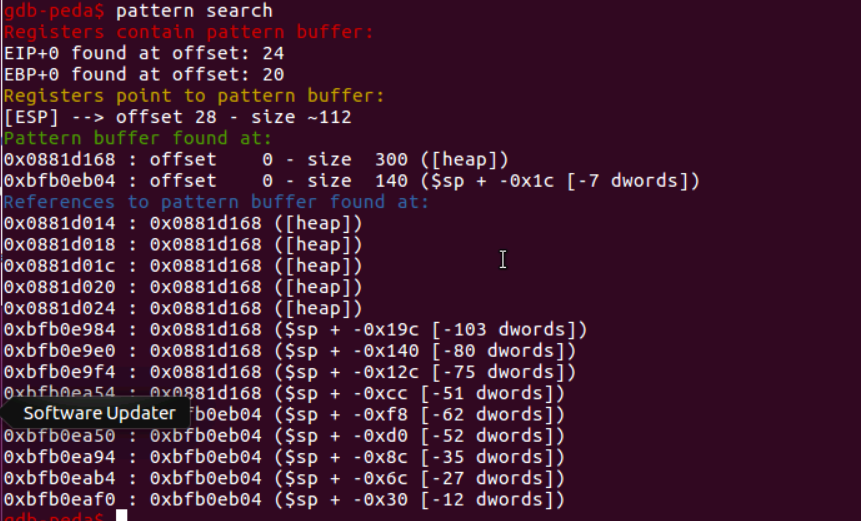 gdb-peda$ pattern search
Registers contain pattern buffer:
EIP+0 found at offset: 24
EBP+0 found at offset: 20
Registers point to pattern buffer:
[ESP] --> offset 28 - size ~112
Pattern buffer found at:
0x0881d168 : offset    0 - size  300 ([heap])
0xbfb0eb04 : offset    0 - size  140 ($sp + -0x1c [-7 dwords])
References to pattern buffer found at:
0x0881d014 : 0x0881d168 ([heap])
0x0881d018 : 0x0881d168 ([heap])
0x0881d01c : 0x0881d168 ([heap])
0x0881d020 : 0x0881d168 ([heap])
0x0881d024 : 0x0881d168 ([heap])
0xbfb0e984 : 0x0881d168 ($sp + -0x19c [-103 dwords])
0xbfb0e9e0 : 0x0881d168 ($sp + -0x140 [-80 dwords])
0xbfb0e9f4 : 0x0881d168 ($sp + -0x12c [-75 dwords])
0xbfb0ea54 : 0x0881d168 ($sp + -0xcc [-51 dwords])
Software Updater fb0eb04 ($sp + -0xf8 [-62 dwords])
0xbfb0ea50 : 0xbfb0eb04 ($sp + -0xd0 [-52 dwords])
0xbfb0ea94 : 0xbfb0eb04 ($sp + -0x8c [-35 dwords])
0xbfb0eab4 : 0xbfb0eb04 ($sp + -0x6c [-27 dwords])
0xbfb0eaf0 : 0xbfb0eb04 ($sp + -0x30 [-12 dwords])
gdb-peda$